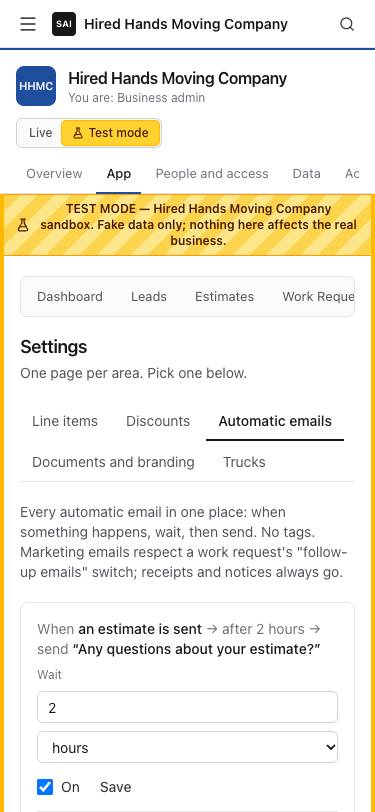 SAI Hired Hands Moving Company
HHMC
Hired Hands Moving Company
You are: Business admin
Live Test mode
Overview App People and access Data Ac
TEST MODE — Hired Hands Moving Company
sandbox. Fake data only; nothing here affects the real
business.
Dashboard Leads Estimates Work Reque
Settings
One page per area. Pick one below.
Line items Discounts Automatic emails
Documents and branding Trucks
Every automatic email in one place: when
something happens, wait, then send. No tags.
Marketing emails respect a work request's "follow-
up emails" switch; receipts and notices always go.
When an estimate is sent → after 2 hours →
send “Any questions about your estimate?”
Wait
2
hours
On Save